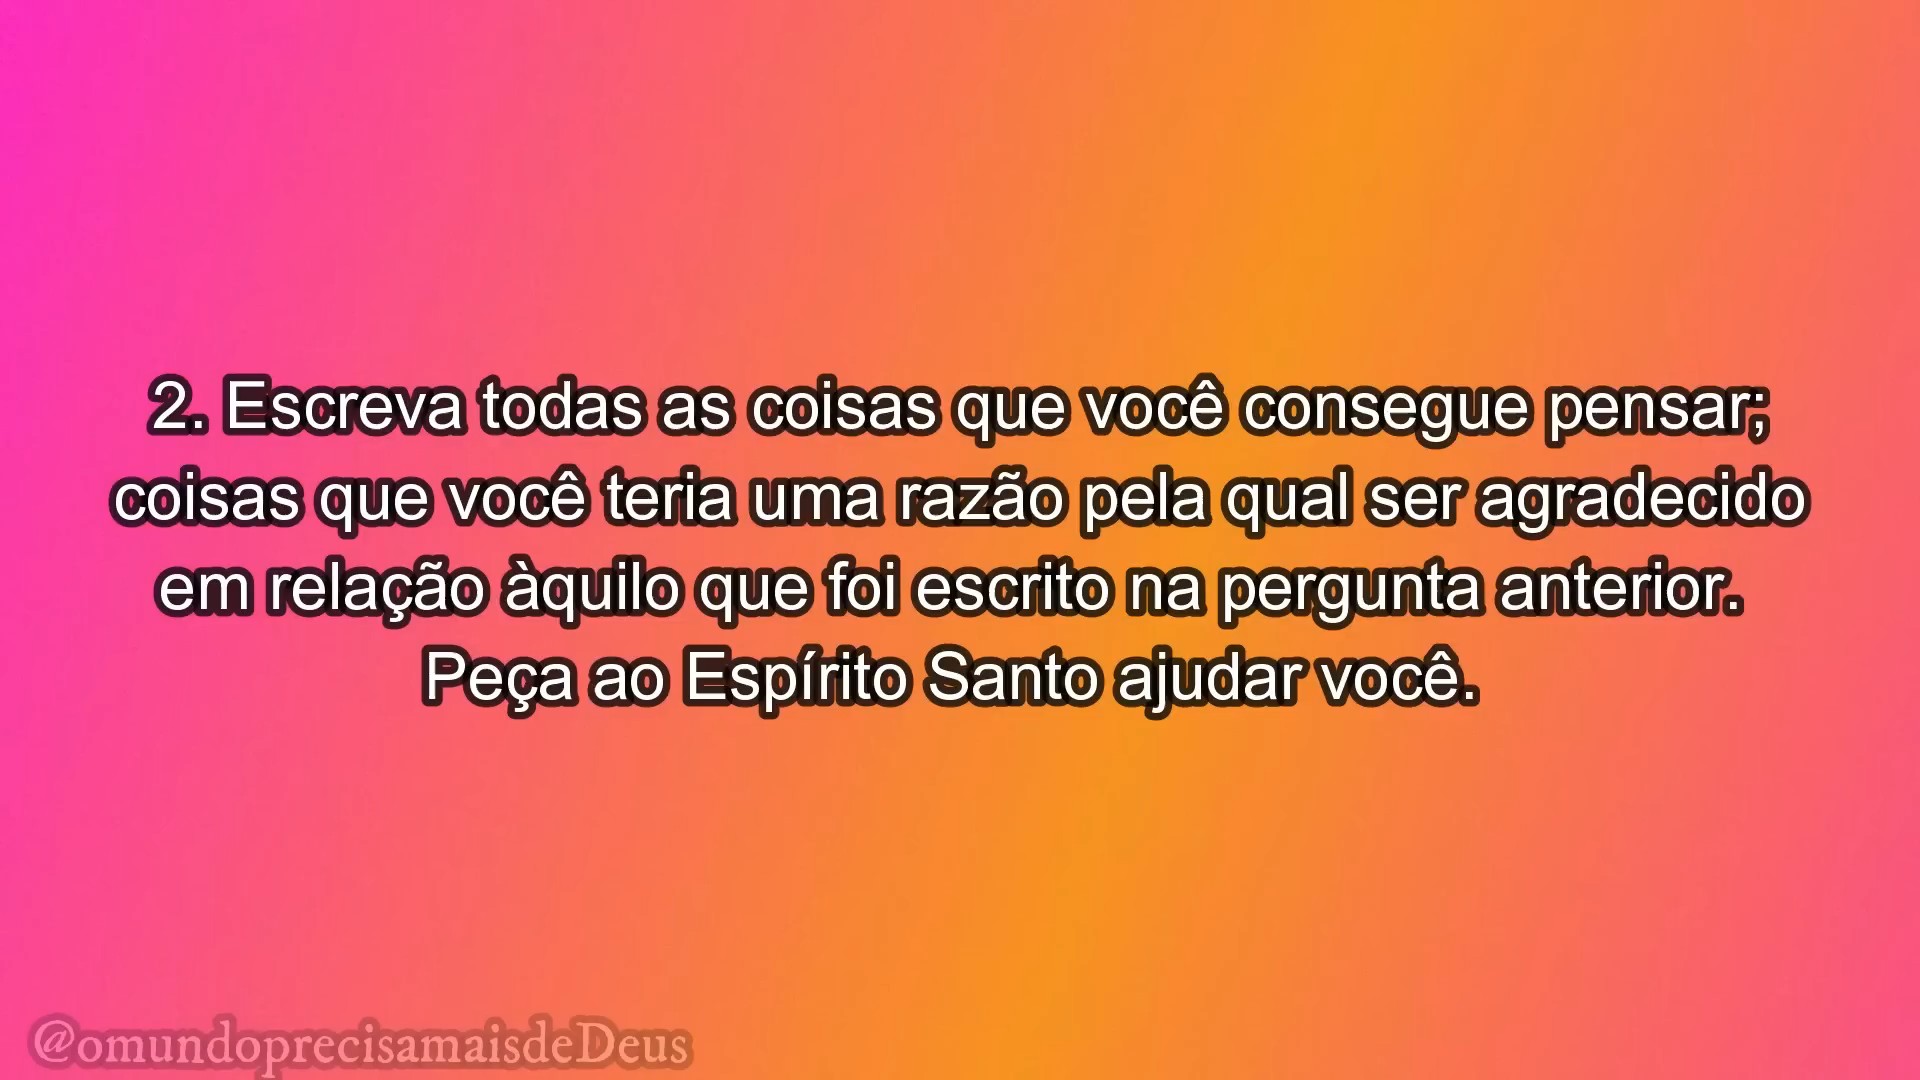 2. Escreva todas as coisas que você consegue pensar;
coisas que você teria uma razão pela qual ser agradecido
em relação àquilo que foi escrito na pergunta anterior.
Peça ao Espírito Santo ajudar você.
@omundoprecisamaisdeDeus